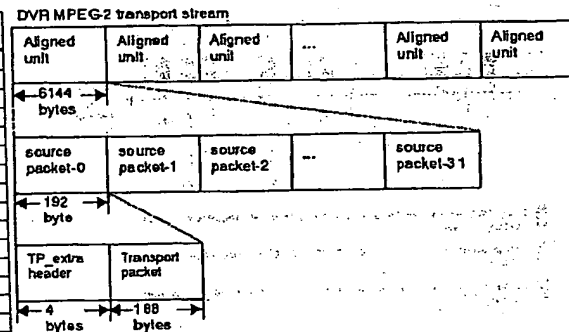 DVR MPEG-2 transport stream
Aligned unit
Aligned unit
Aligned unit
...
Aligned unit
Aligned unit
6144 bytes
source packet-0
source packet-1
source packet-2
...
source packet-31
192 byte
TP_extra header
Transport packet
4 bytes
188 bytes